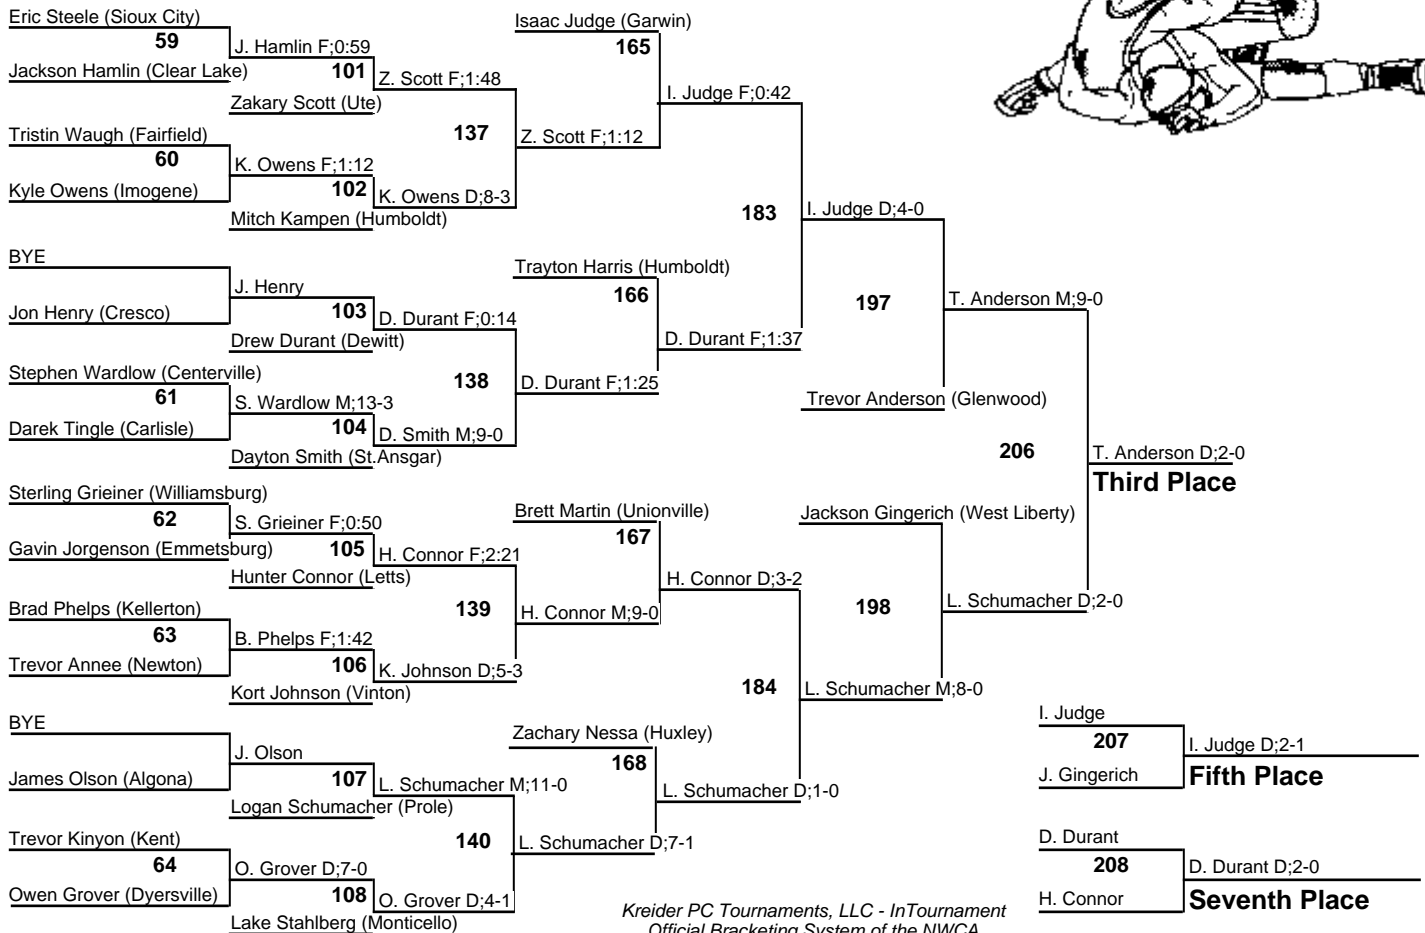 Eric Steele (Sioux City)
59
Jackson Hamlin (Clear Lake)
Tristin Waugh (Fairfield)
60
Kyle Owens (Imogene)
BYE
Jon Henry (Cresco)
Stephen Wardlow (Centerville)
61
Darek Tingle (Carlisle)
Sterling Grieiner (Williamsburg)
62
Gavin Jorgenson (Emmetsburg)
Brad Phelps (Kellerton)
63
Trevor Annee (Newton)
BYE
James Olson (Algona)
Trevor Kinyon (Kent)
64
Owen Grover (Dyersville)
J. Hamlin F;0:59
101
Zakary Scott (Ute)
K. Owens F;1:12
102
Mitch Kampen (Humboldt)
J. Henry
103
Drew Durant (Dewitt)
S. Wardlow M;13-3
104
Dayton Smith (St.Ansgar)
S. Grieiner F;0:50
105
Hunter Connor (Letts)
B. Phelps F;1:42
106
Kort Johnson (Vinton)
J. Olson
107
Logan Schumacher (Prole)
O. Grover D;7-0
108
Lake Stahlberg (Monticello)
Z. Scott F;1:48
137
K. Owens D;8-3
D. Durant F;0:14
138
D. Smith M;9-0
H. Connor F;2:21
139
K. Johnson D;5-3
L. Schumacher M;11-0
140
O. Grover D;4-1
Isaac Judge (Garwin)
165
Z. Scott F;1:12
Trayton Harris (Humboldt)
166
D. Durant F;1:25
Brett Martin (Unionville)
167
H. Connor M;9-0
Zachary Nessa (Huxley)
168
L. Schumacher D;7-1
I. Judge F;0:42
183
D. Durant F;1:37
H. Connor D;3-2
184
L. Schumacher D;1-0
I. Judge D;4-0
197
Trevor Anderson (Glenwood)
Jackson Gingerich (West Liberty)
198
L. Schumacher M;8-0
T. Anderson M;9-0
206
L. Schumacher D;2-0
T. Anderson D;2-0
Third Place
I. Judge
207
J. Gingerich
I. Judge D;2-1
Fifth Place
D. Durant
208
H. Connor
D. Durant D;2-0
Seventh Place
Kreider PC Tournaments, LLC - InTournament
Official Bracketing System of the NWCA